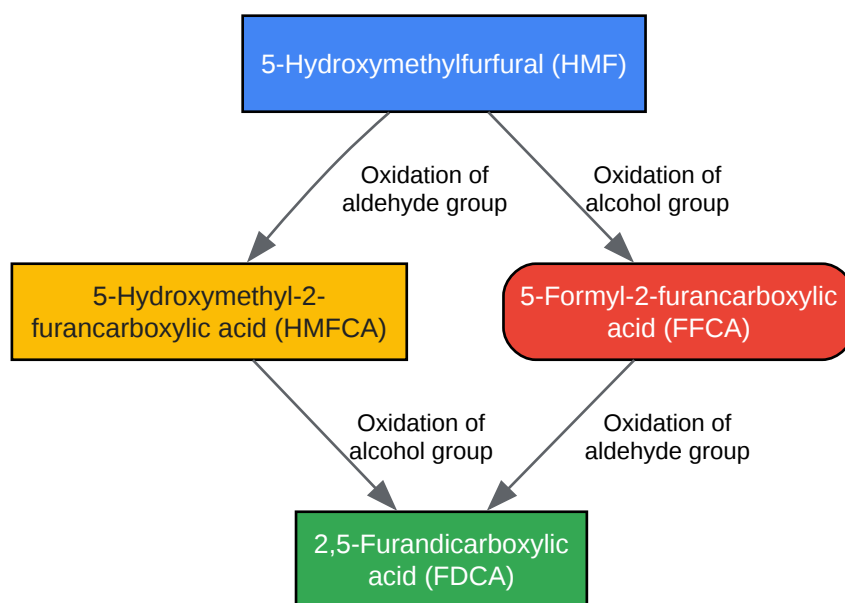 5-Hydroxymethylfurfural (HMF)
Oxidation of
aldehyde group
Oxidation of
alcohol group
5-Hydroxymethyl-2-
furancarboxylic acid (HMFCA)
5-Formyl-2-furancarboxylic
acid (FFCA)
Oxidation of
alcohol group
Oxidation of
aldehyde group
2,5-Furandicarboxylic
acid (FDCA)